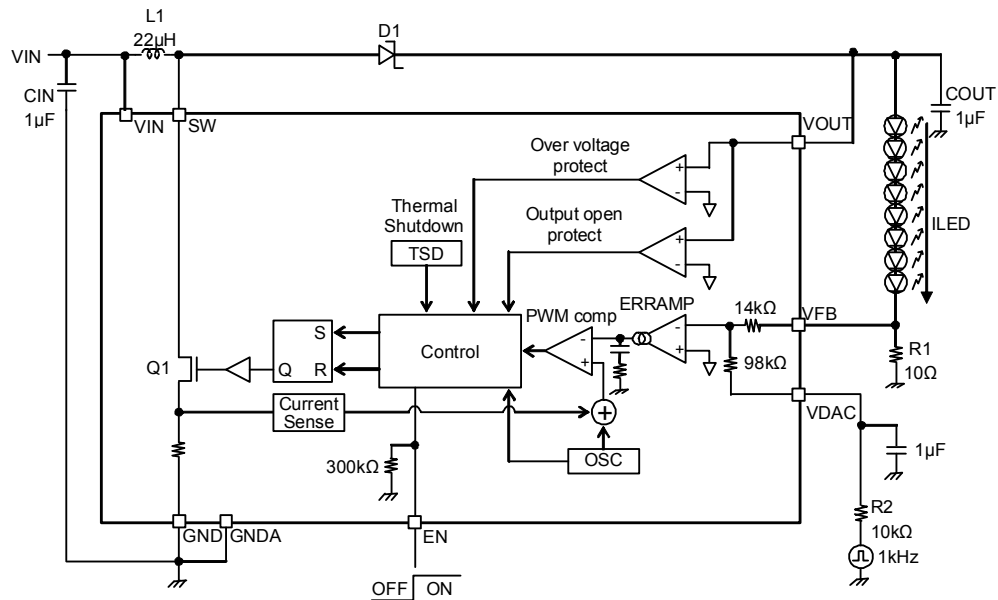 L1
22µH
D1
VIN
CIN
1µF
COUT
1µF
VIN
SW
VOUT
Over voltage
protect
Thermal
Shutdown
TSD
Output open
protect
ILED
+
-
+
-
PWM comp
ERRAMP
14kΩ
VFB
S
R
Q
Control
-
+
-
+
98kΩ
R1
10Ω
Q1
Current
Sense
+
VDAC
300kΩ
OSC
1µF
R2
10kΩ
1kHz
GND
GNDA
EN
OFF
ON